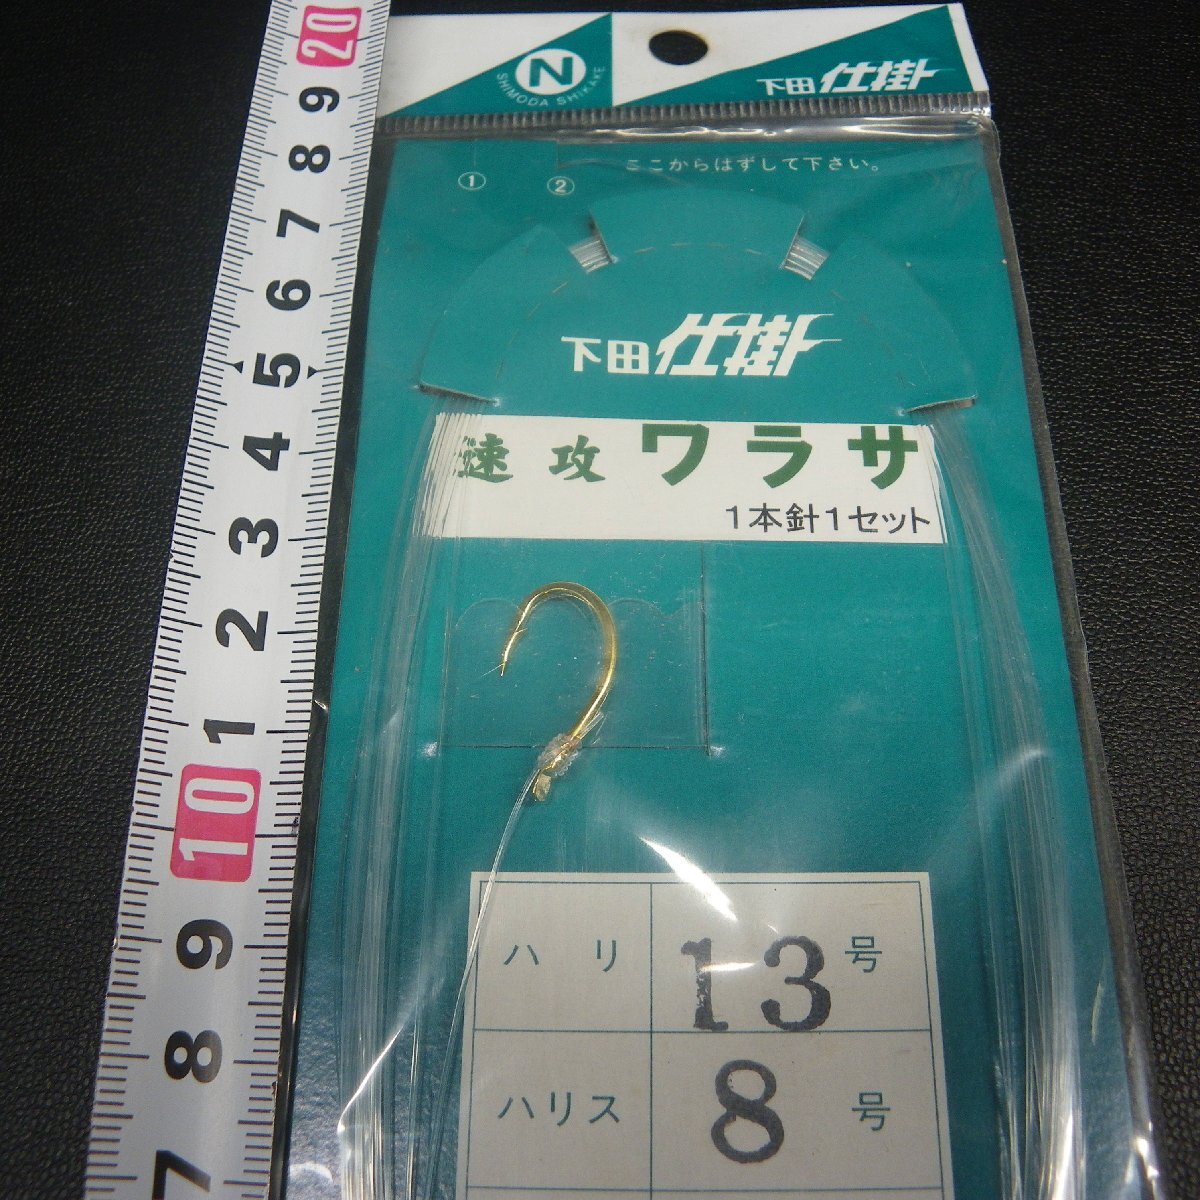 20
9
8
7
6
5
4
3
2
1
10
9
8
7
N
SHIMODA SHIKAKE
下田仕掛
① ② ここからはずして下さい。
下田仕掛
速攻ワラサ
1本針1セット
ハリ 13号
ハリス 8号